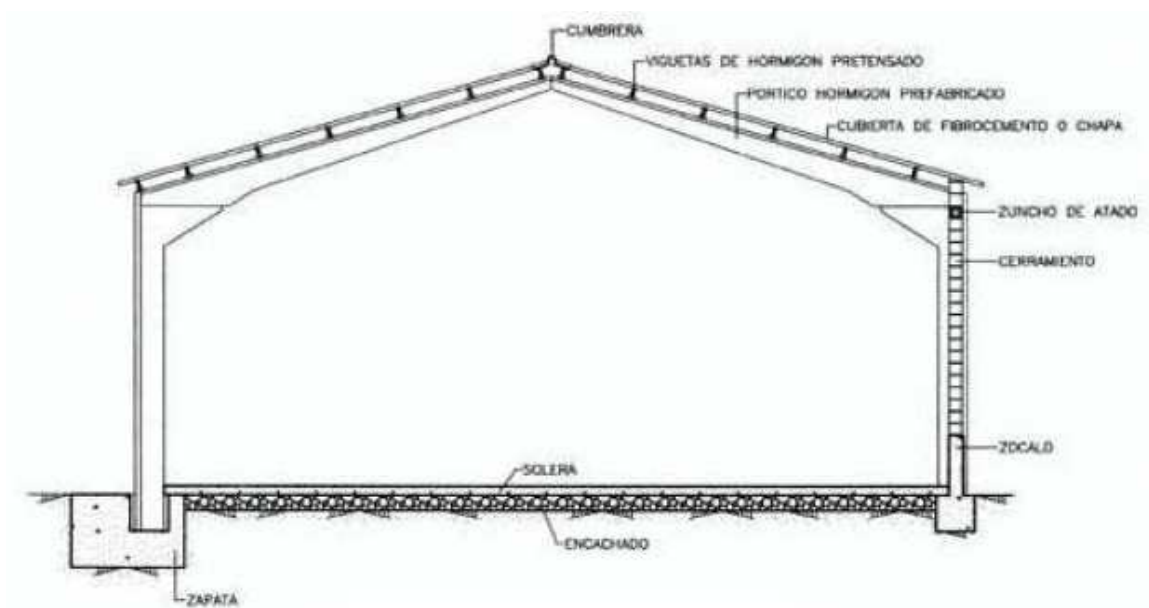 CUMBRERA
VIGUETAS DE HORMIGON PRETENSADO
PORTICO HORMIGON PREFABRICADO
CUBIERTA DE FIBROCEMENTO O CHAPA
ZUNCHO DE ATADO
CERRAMIENTO
ZOCALO
SOLERA
ENCACHADO
ZAPATA